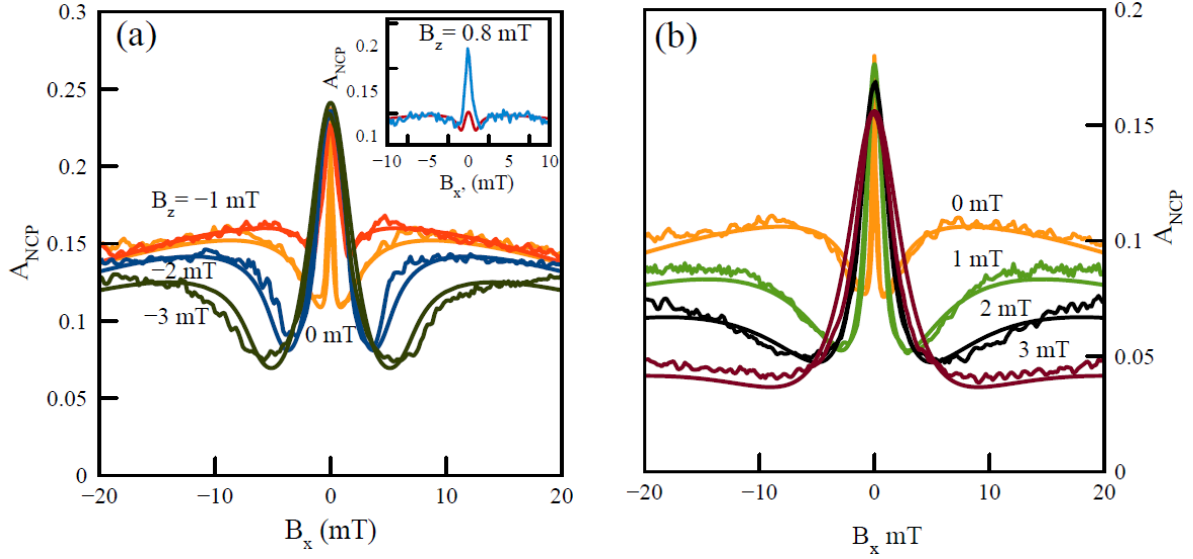 (a)
A_NCP
0.3
0.25
0.2
0.15
0.1
0.05
0
−20
−10
0
10
20
B_x (mT)
B_z = −1 mT
−2 mT
−3 mT
0 mT
B_z = 0.8 mT
A_NCP
0.2
0.15
0.1
−10
5
0
5
10
B_x, (mT)
(b)
0.2
0.15
0.1
0.05
0
A_NCP
0 mT
1 mT
2 mT
3 mT
−20
−10
0
10
20
B_x mT